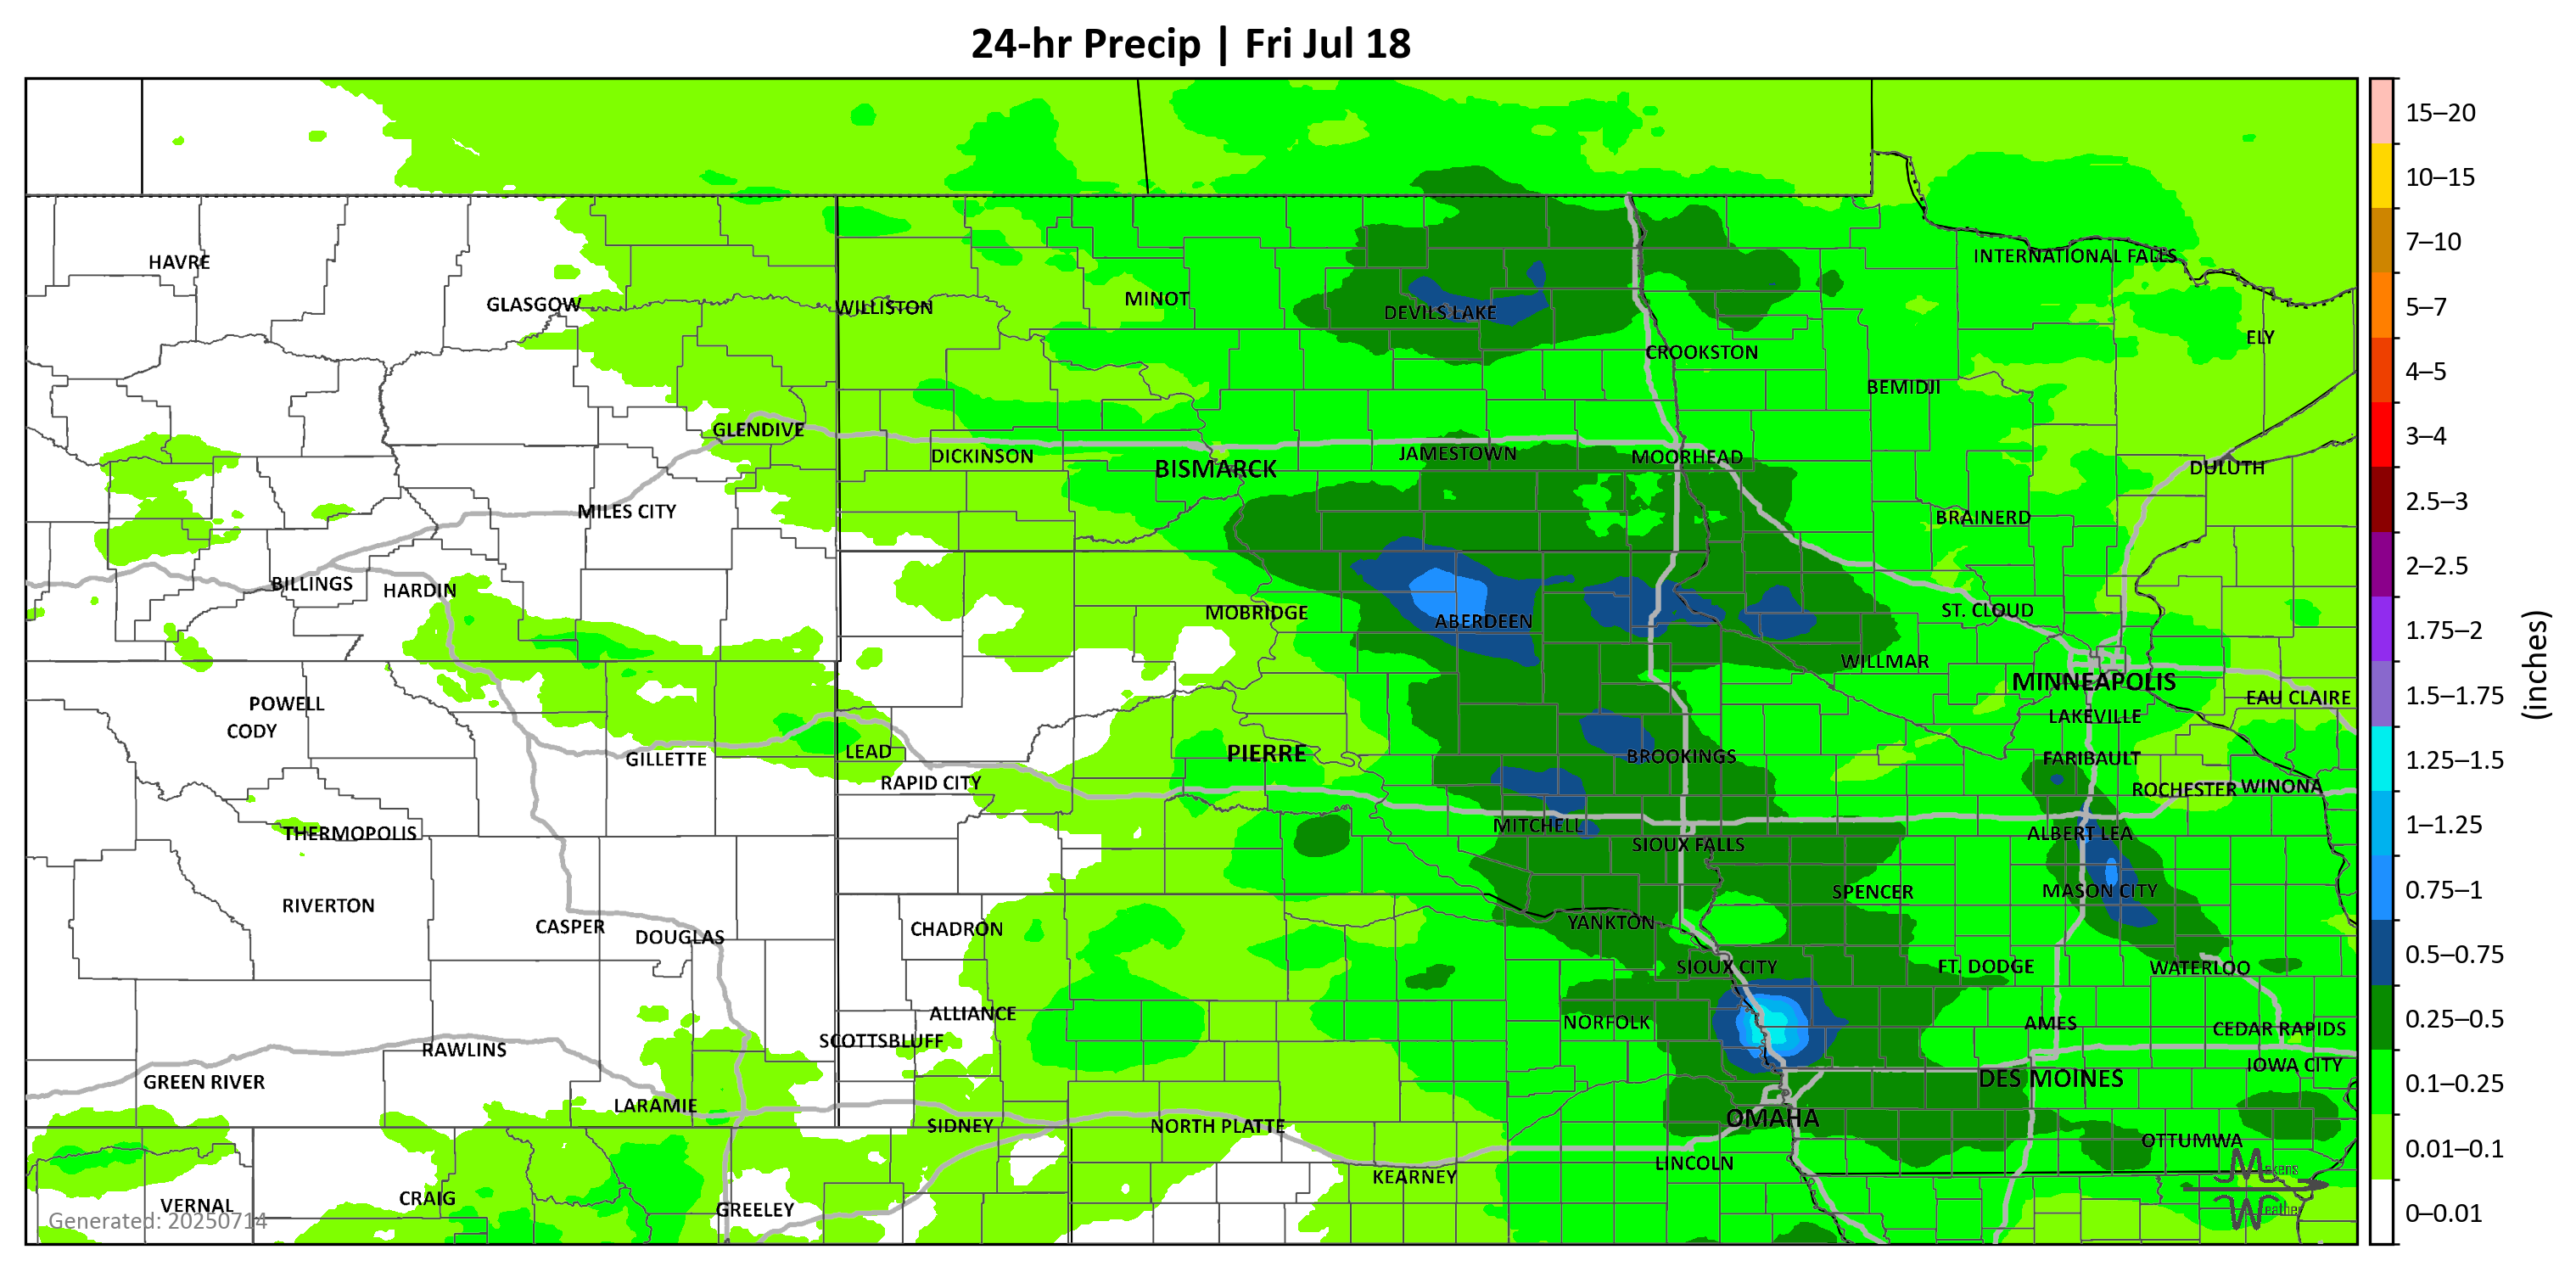 24-hr Precip | Fri Jul 18
15–20
10–15
7–10
5–7
4–5
3–4
2.5–3
2–2.5
1.75–2
1.5–1.75
1.25–1.5
1–1.25
0.75–1
0.5–0.75
0.25–0.5
0.1–0.25
0.01–0.1
0–0.01
(inches)
HAVRE
INTERNATIONAL FALLS
GLASGOW
WILLISTON
MINOT
DEVILS LAKE
ELY
CROOKSTON
BEMIDJI
GLENDIVE
DICKINSON
BISMARCK
JAMESTOWN
MOORHEAD
DULUTH
MILES CITY
BRAINERD
BILLINGS
HARDIN
MOBRIDGE
ABERDEEN
ST. CLOUD
WILLMAR
MINNEAPOLIS
EAU CLAIRE
POWELL
CODY
LAKEVILLE
GILLETTE
LEAD
PIERRE
BROOKINGS
FARIBAULT
RAPID CITY
ROCHESTER
WINONA
THERMOPOLIS
MITCHELL
SIOUX FALLS
ALBERT LEA
SPENCER
MASON CITY
RIVERTON
CASPER
DOUGLAS
CHADRON
YANKTON
SIOUX CITY
FT. DODGE
WATERLOO
ALLIANCE
NORFOLK
AMES
CEDAR RAPIDS
SCOTTSBLUFF
RAWLINS
IOWA CITY
GREEN RIVER
DES MOINES
LARAMIE
SIDNEY
NORTH PLATTE
OMAHA
OTTUMWA
LINCOLN
KEARNEY
VERNAL
CRAIG
GREELEY
Generated: 20250714
Makens
Weather